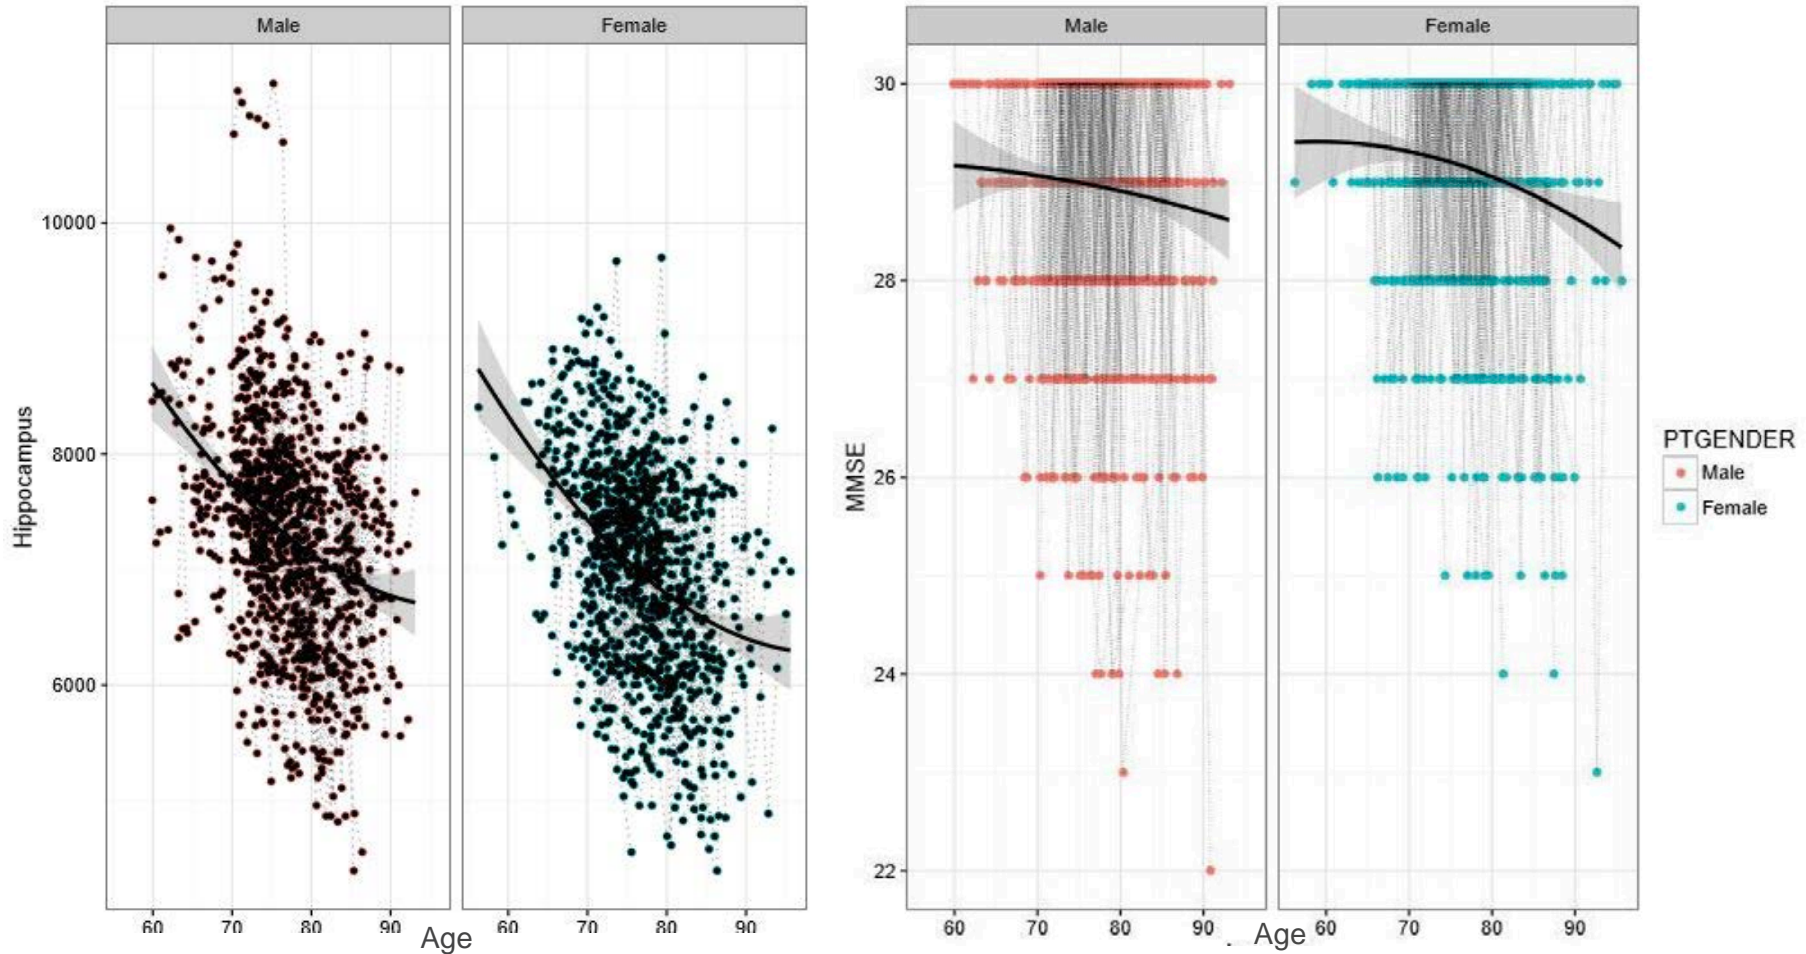 Male Female
Hippocampus
10000
8000
6000
60 70 80 90 60 70 80 90
Age
Male Female
MMSE
30
28
26
24
22
60 70 80 90 60 70 80 90
. Age
PTGENDER
Male
Female